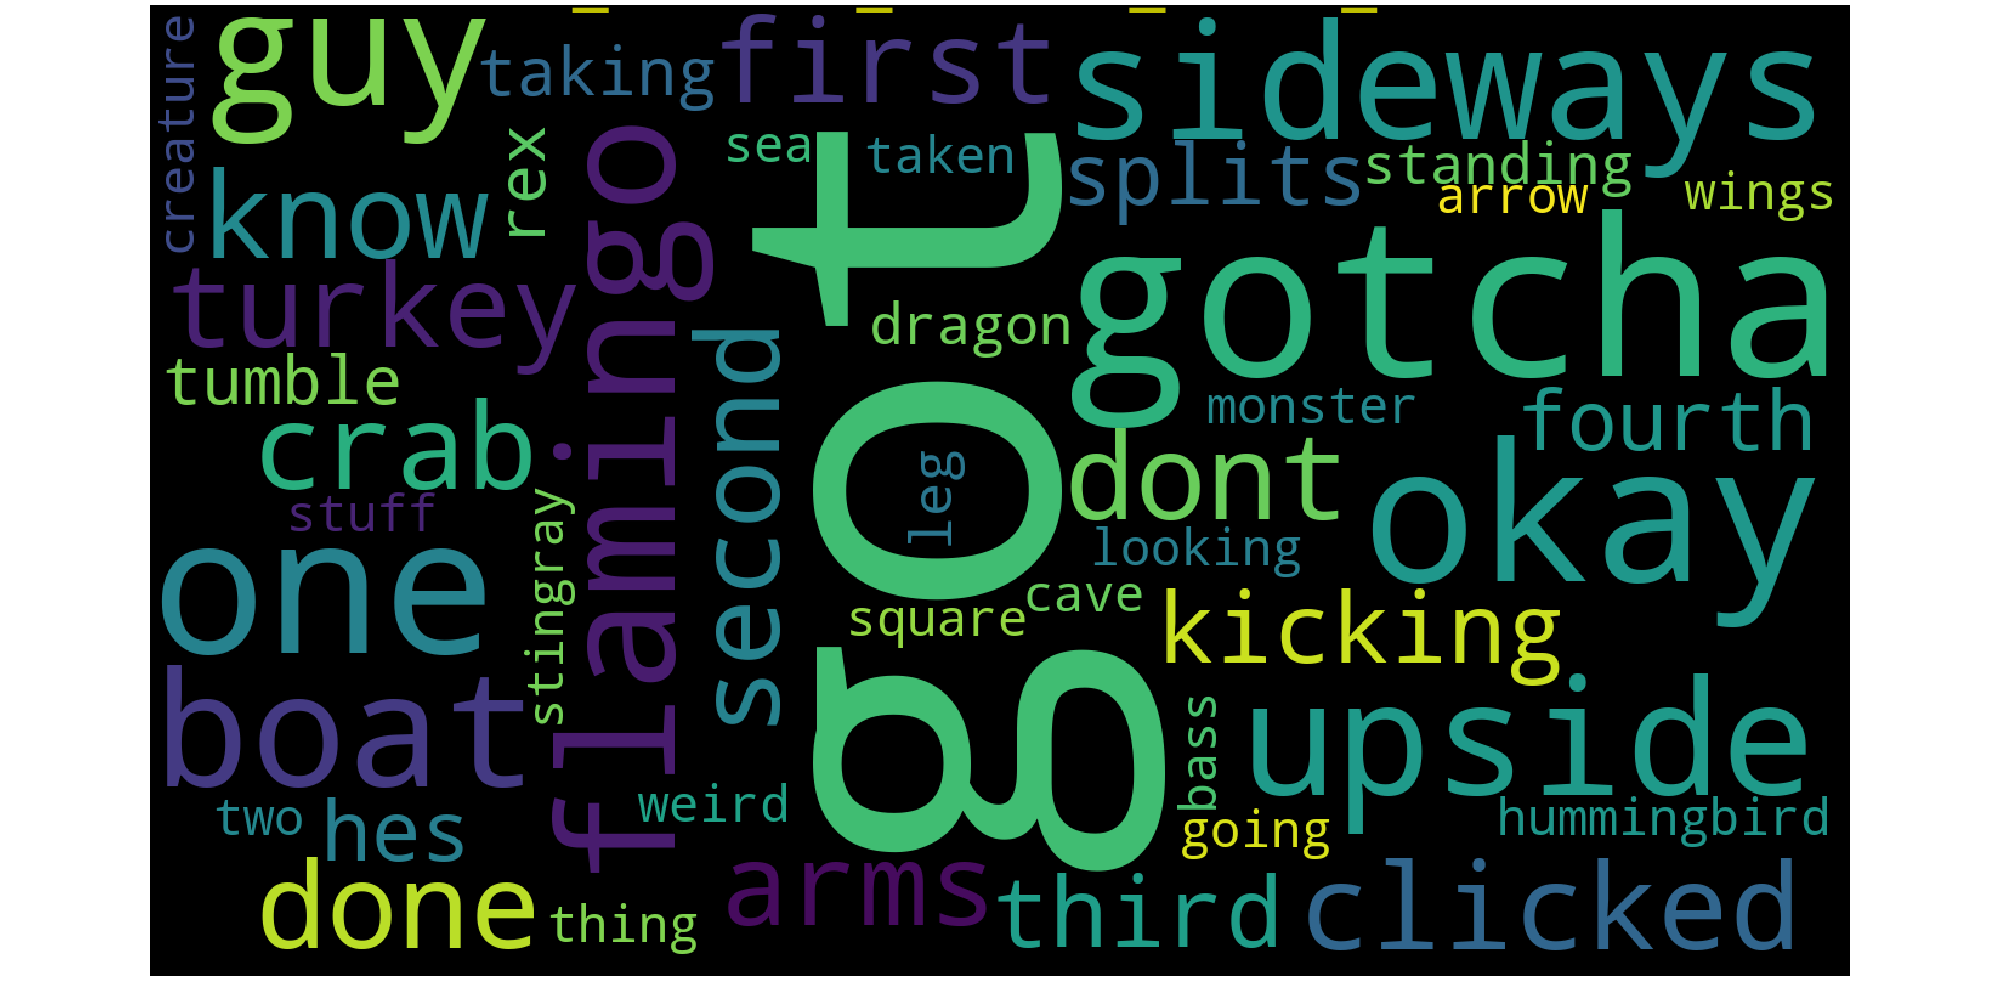 creature
guy
taking
first
sideways
rex
sea
taken
splits
standing
arrow
wings
know
flamingo
got
gotcha
turkey
second
dragon
tumble
monster
fourth
crab
leg
dont
okay
stuff
stingray
looking
one
square
cave
kicking
boat
bass
upside
two
hes
weird
going
hummingbird
done
thing
arms
third
clicked